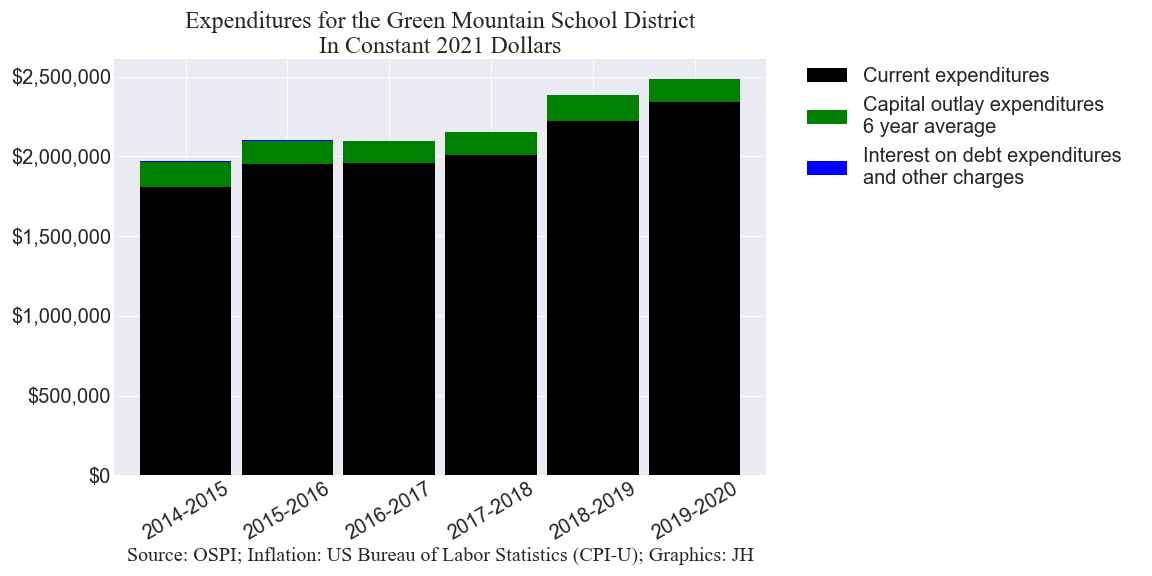 Expenditures for the Green Mountain School District
In Constant 2021 Dollars
$2,500,000
$2,000,000
$1,500,000
$1,000,000
$500,000
$0
2014-2015
2015-2016
2016-2017
2017-2018
2018-2019
2019-2020
Source: OSPI; Inflation: US Bureau of Labor Statistics (CPI-U); Graphics: JH
Current expenditures
Capital outlay expenditures
6 year average
Interest on debt expenditures
and other charges